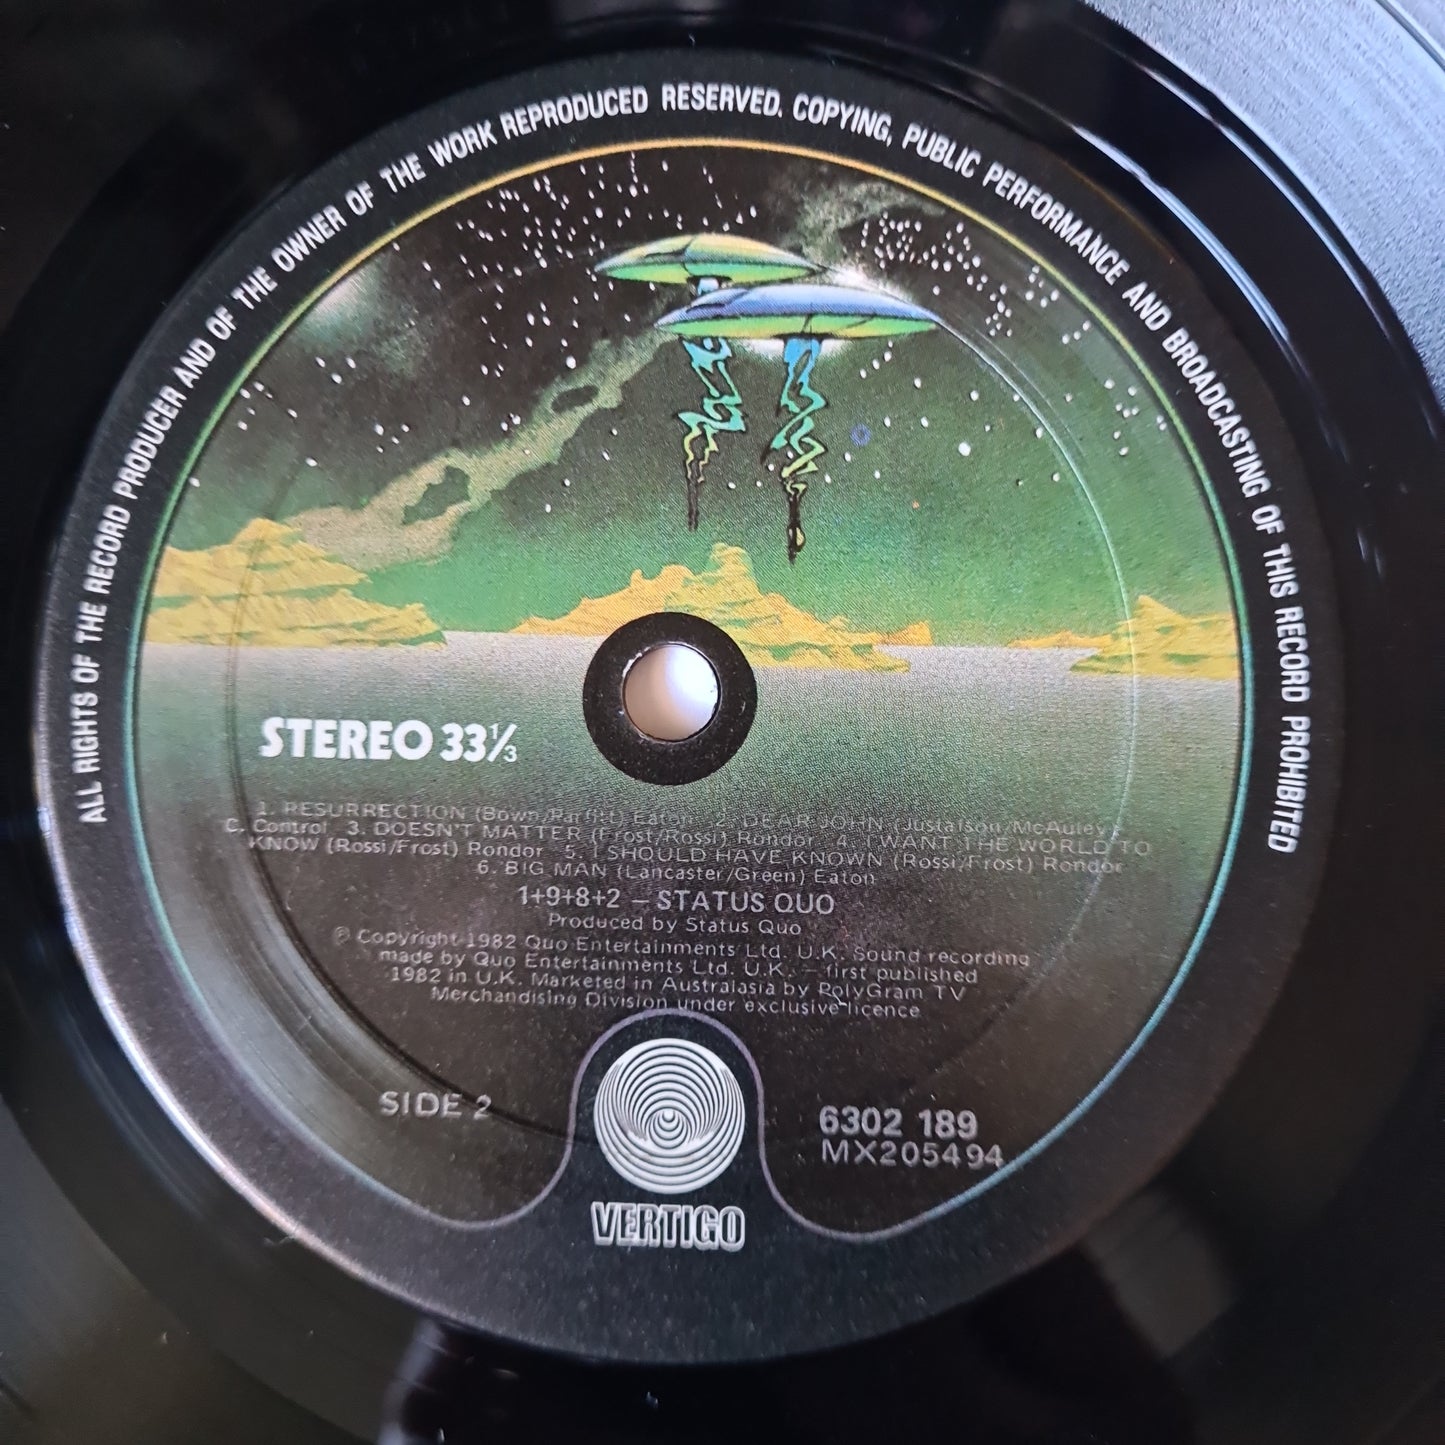 ALL RIGHTS OF THE RECORD PRODUCER AND OF THE OWNER OF THE WORK REPRODUCED RESERVED. COPYING, PUBLIC PERFORMANCE AND BROADCASTING OF THIS RECORD PROHIBITED
STEREO 33⅓
1. RESURRECTION (Bown/Parfitt) Eaton 2. DEAR JOHN (Justafson/McAuley)
C. Control 3. DOESN'T MATTER (Frost/Rossi) Rondor 4. I WANT THE WORLD TO
KNOW (Rossi/Frost) Rondor 5. I SHOULD HAVE KNOWN (Rossi/Frost) Rondor
6. BIG MAN (Lancaster/Green) Eaton
1+9+8+2 – STATUS QUO
Produced by Status Quo
℗ Copyright 1982 Quo Entertainments Ltd. U.K. Sound recording
made by Quo Entertainments Ltd. U.K. – first published
1982 in U.K. Marketed in Australasia by PolyGram TV
Merchandising Division under exclusive licence
SIDE 2
6302 189
MX205494
VERTIGO